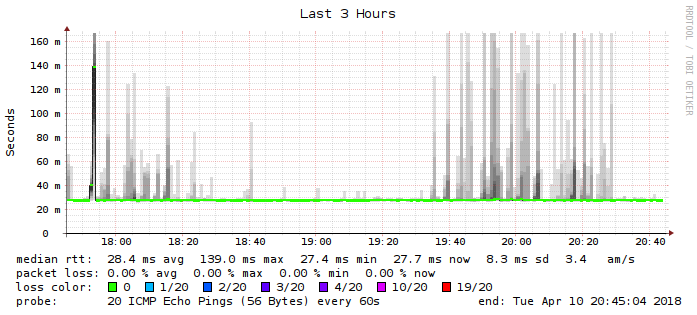 Last 3 Hours
RRDTOOL / TOBI OETIKER
Seconds
160 m
140 m
120 m
100 m
80 m
60 m
40 m
20 m
0
18:00 18:20 18:40 19:00 19:20 19:40 20:00 20:20 20:40
median rtt: 28.4 ms avg 139.0 ms max 27.4 ms min 27.7 ms now 8.3 ms sd 3.4 am/s
packet loss: 0.00 % avg 0.00 % max 0.00 % min 0.00 % now
loss color: 0 1/20 2/20 3/20 4/20 10/20 19/20
probe: 20 ICMP Echo Pings (56 Bytes) every 60s end: Tue Apr 10 20:45:04 2018